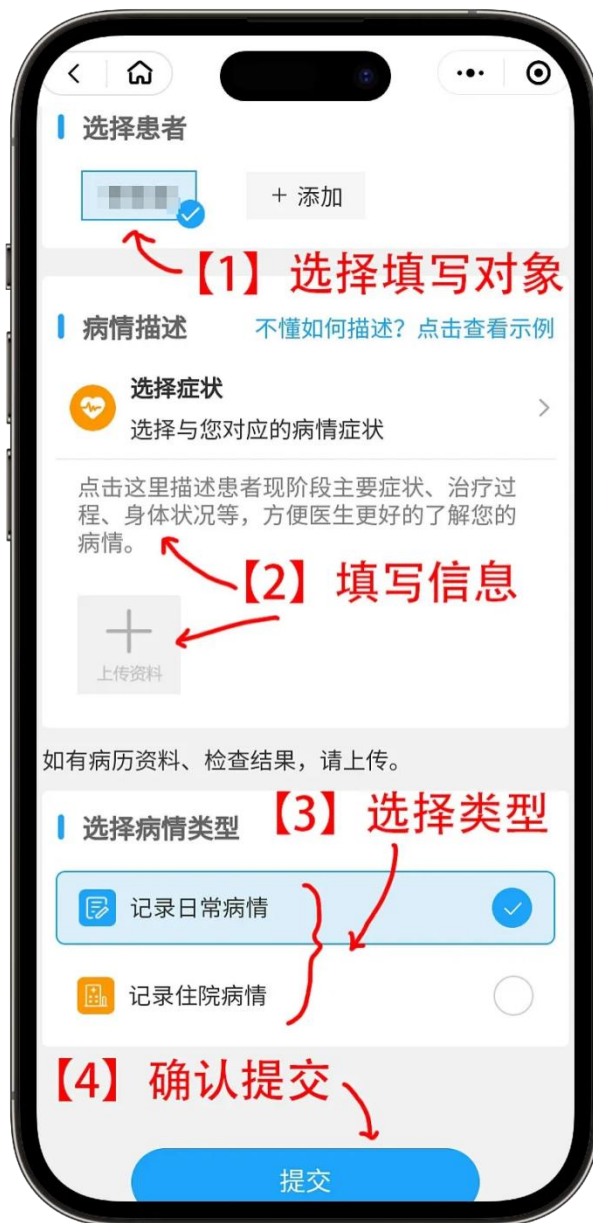 选择患者
+ 添加
【1】选择填写对象
病情描述
不懂如何描述？点击查看示例
选择症状
选择与您对应的病情症状
点击这里描述患者现阶段主要症状、治疗过
程、身体状况等，方便医生更好的了解您的
病情。
【2】填写信息
上传资料
如有病历资料、检查结果，请上传。
【3】选择类型
选择病情类型
记录日常病情
记录住院病情
【4】确认提交
提交